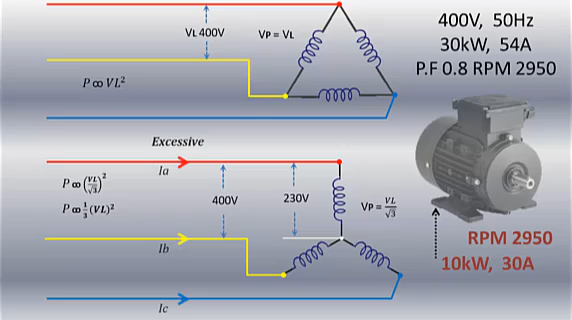 VL 400V
VP = VL
P ∞ VL²
400V, 50Hz
30kW, 54A
P.F 0.8 RPM 2950
Excessive
Ia
P ∞ (VL/√3)²
P ∞ 1/3 (VL)²
400V
230V
VP = VL/√3
Ib
Ic
RPM 2950
10kW, 30A